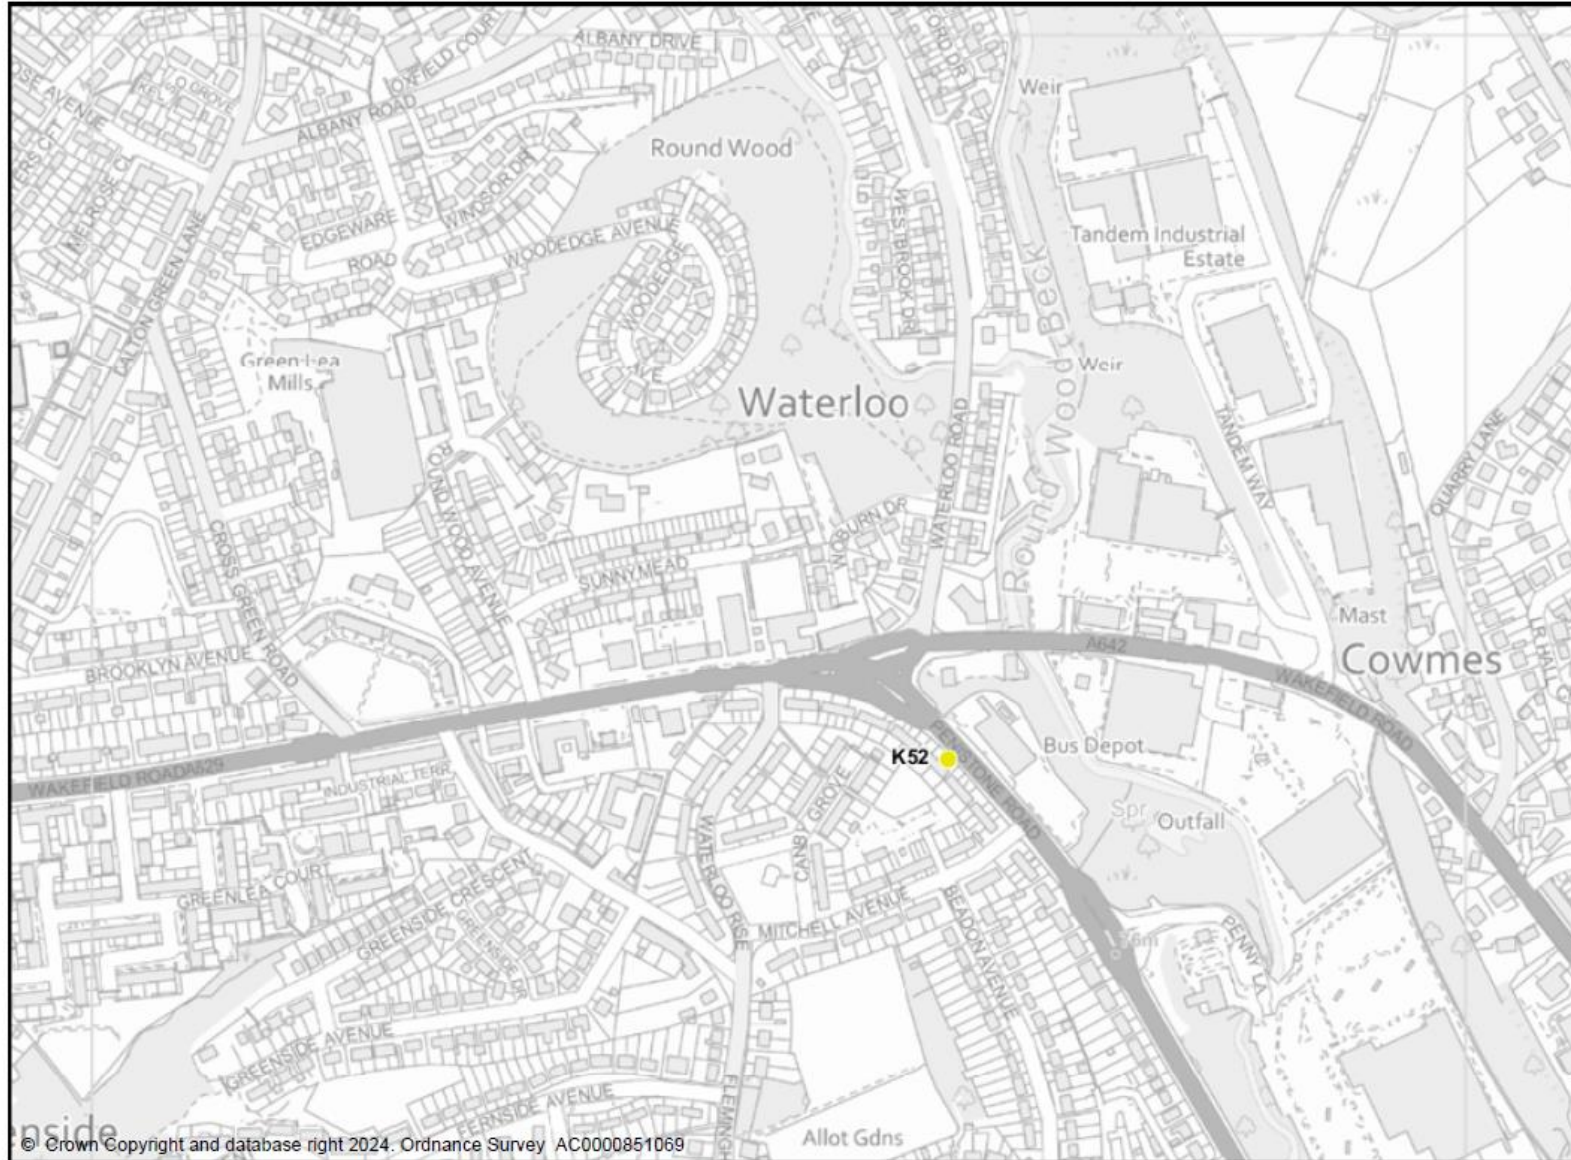 ALBANY DRIVE
OXFIELD COURT
ALBANY ROAD
Weir
Round Wood
WINDSOR DR
EDGEWARE
ROAD
WOODEDGE AVENUE
WOODEDGE
WESTBROOK DR
MELROSE CL
DALTON GREEN LANE
Tandem Industrial
Estate
Green Lea
Mills
Waterloo
Weir
Round Wood Beck
WATERLOO ROAD
TANDEM WAY
QUARRY LANE
ROUND WOOD AVENUE
CROSS GREEN ROAD
WOBURN DR
SUNNYMEAD
Mast
Cowmes
BROOKLYN AVENUE
A642
WAKEFIELD ROAD
PENISTONE ROAD
K52
Bus Depot
WAKEFIELD ROAD
INDUSTRIAL TERR
CANBY GROVE
Spr
Outfall
WATERLOO RISE
GREENLEA COURT
GREENSIDE CRESCENT
GREENSIDE DR
MITCHELL AVENUE
BEADON AVENUE
PENNY LA
GREENSIDE AVENUE
FERNSIDE AVENUE
FLEMING
Allot Gdns
enside
© Crown Copyright and database right 2024. Ordnance Survey AC0000851069